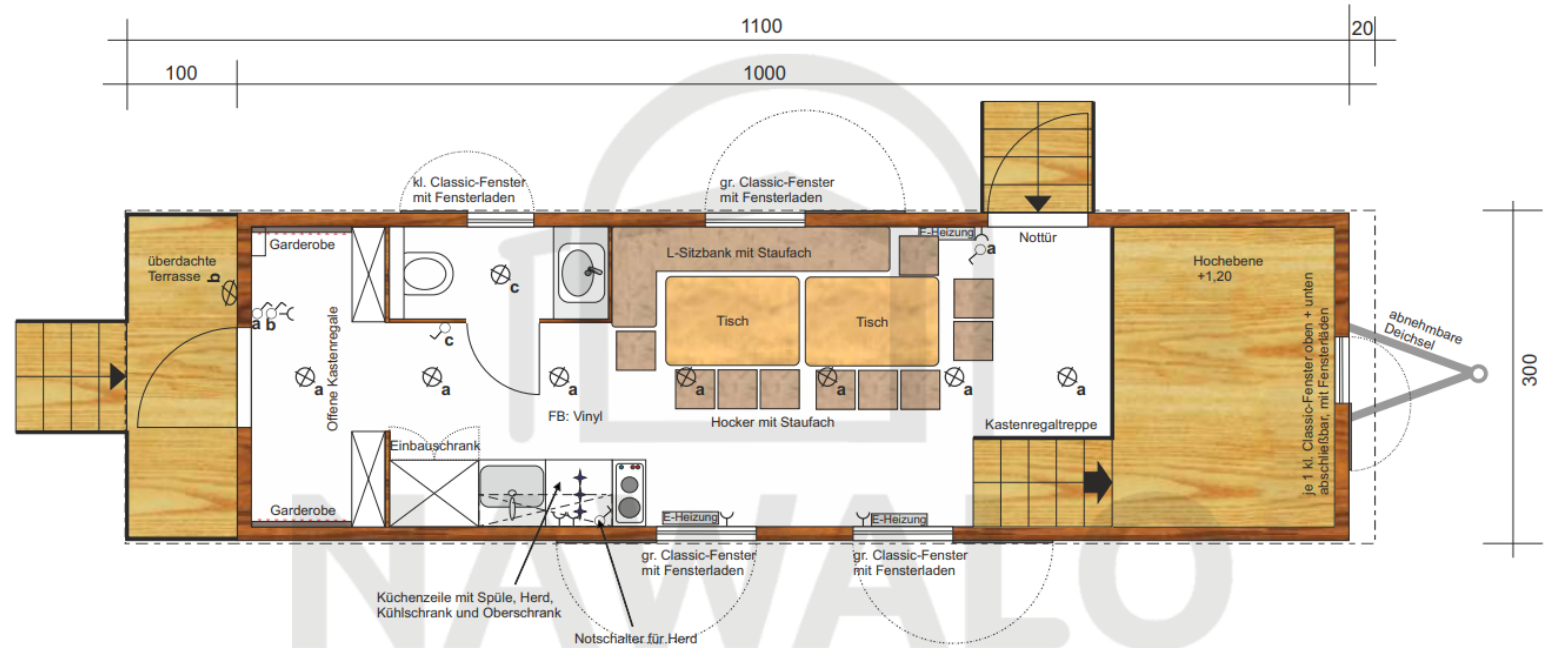 1100
20
100
1000
kl. Classic-Fenster
mit Fensterladen
gr. Classic-Fenster
mit Fensterladen
Garderobe
überdachte
Terrasse
b
a b
Offene Kastenregale
c
c
L-Sitzbank mit Staufach
E-Heizung
a
Nottür
Hochebene
+1,20
Tisch
Tisch
je 1 kl. Classic-Fenster oben + unten
abschließbar, mit Fensterläden
abnehmbare
Deichsel
300
a
a
a
a
a
a
a
FB: Vinyl
Hocker mit Staufach
Kastenregaltreppe
Einbauschrank
Garderobe
E-Heizung
E-Heizung
gr. Classic-Fenster
mit Fensterladen
gr. Classic-Fenster
mit Fensterladen
Küchenzeile mit Spüle, Herd,
Kühlschrank und Oberschrank
Notschalter für Herd
NAWALO